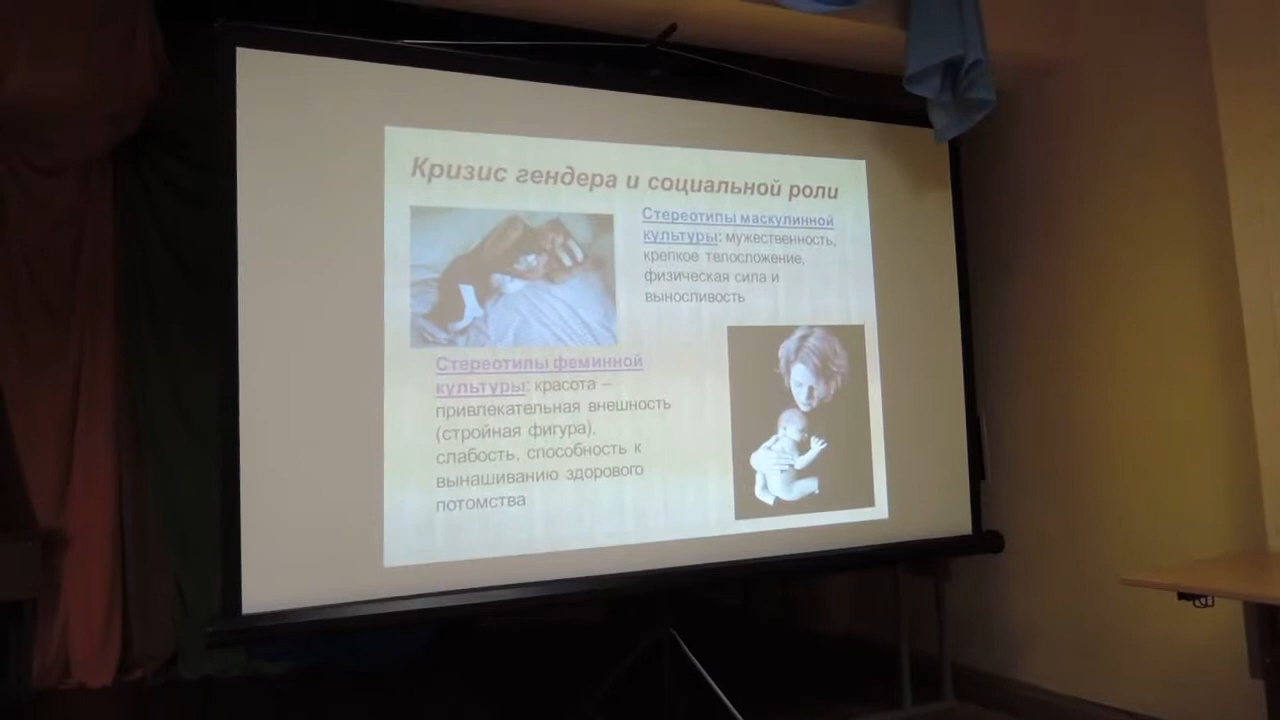 Кризис гендера и социальной роли
Стереотипы маскулинной
культуры: мужественность,
крепкое телосложение,
физическая сила и
выносливость
Стереотипы феминной
культуры: красота –
привлекательная внешность
(стройная фигура),
слабость, способность к
вынашиванию здорового
потомства